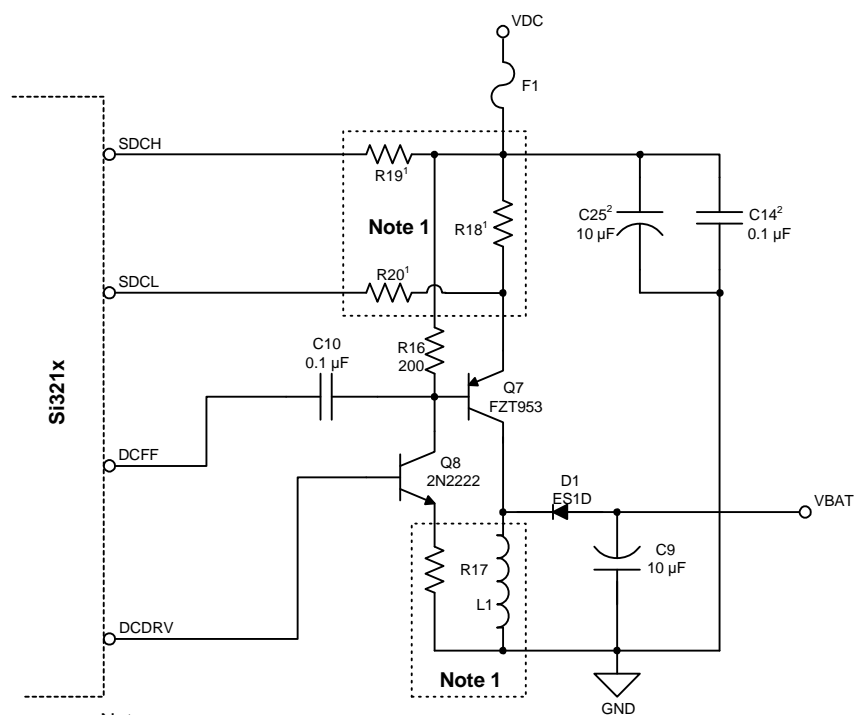 VDC
F1
SDCH
R19¹
Note 1
R18¹
C25²
10 µF
C14²
0.1 µF
SDCL
R20¹
C10
0.1 µF
R16
200
Q7
FZT953
Si321x
DCFF
Q8
2N2222
D1
ES1D
VBAT
R17
L1
C9
10 µF
DCDRV
Note 1
GND